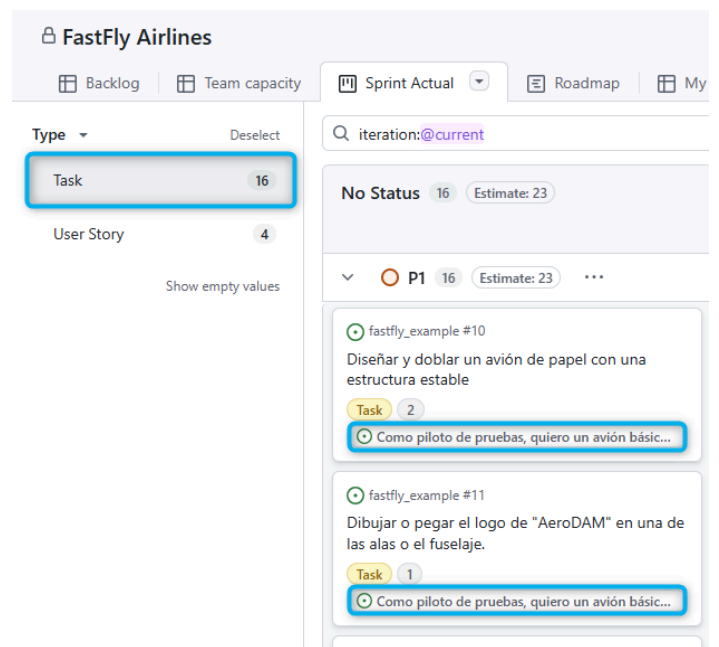 FastFly Airlines
Backlog
Team capacity
Sprint Actual
Roadmap
My
Type
Deselect
Task 16
User Story 4
Show empty values
iteration:@current
No Status 16 Estimate: 23
P1 16 Estimate: 23 ...
fastfly_example #10
Diseñar y doblar un avión de papel con una
estructura estable
Task 2
Como piloto de pruebas, quiero un avión básic...
fastfly_example #11
Dibujar o pegar el logo de "AeroDAM" en una de
las alas o el fuselaje.
Task 1
Como piloto de pruebas, quiero un avión básic...